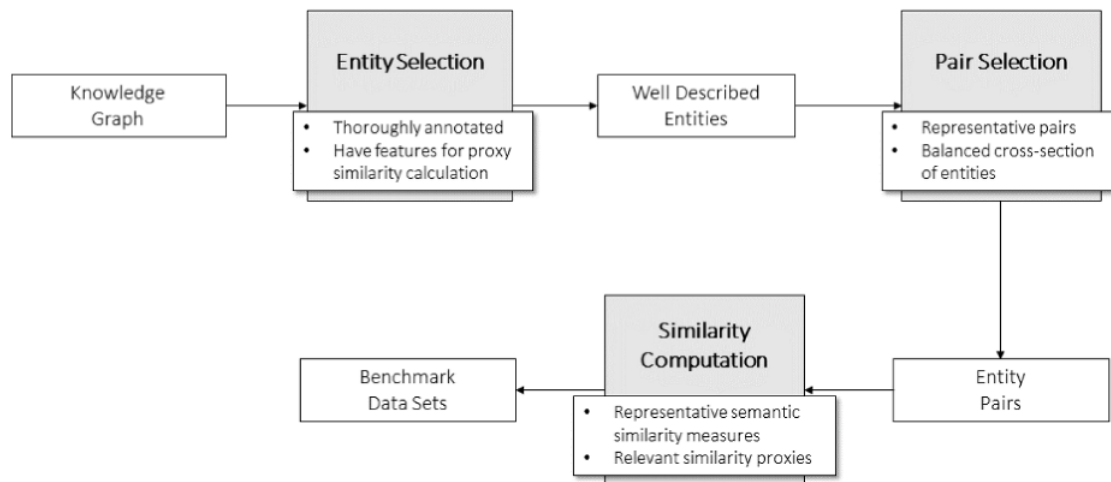 Knowledge
Graph
Entity Selection
• Thoroughly annotated
• Have features for proxy
similarity calculation
Well Described
Entities
Pair Selection
• Representative pairs
• Balanced cross-section
of entities
Entity
Pairs
Similarity
Computation
• Representative semantic
similarity measures
• Relevant similarity proxies
Benchmark
Data Sets